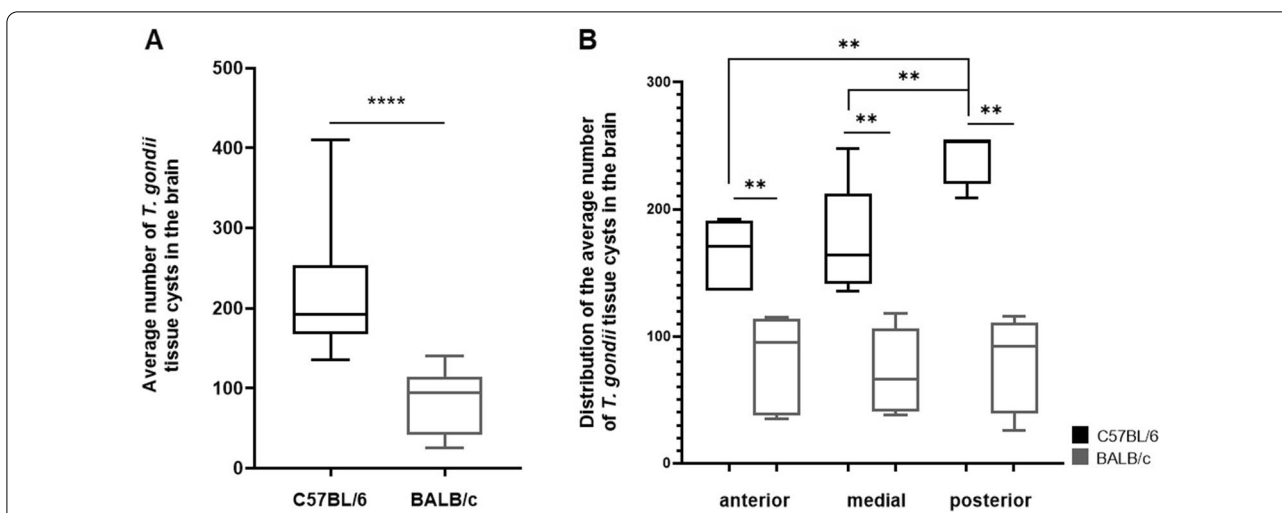 A
Average number of T. gondii
tissue cysts in the brain
500
400
300
200
100
0
****
C57BL/6
BALB/c
B
Distribution of the average number
of T. gondii tissue cysts in the brain
300
200
100
0
**
**
**
**
**
anterior
medial
posterior
C57BL/6
BALB/c